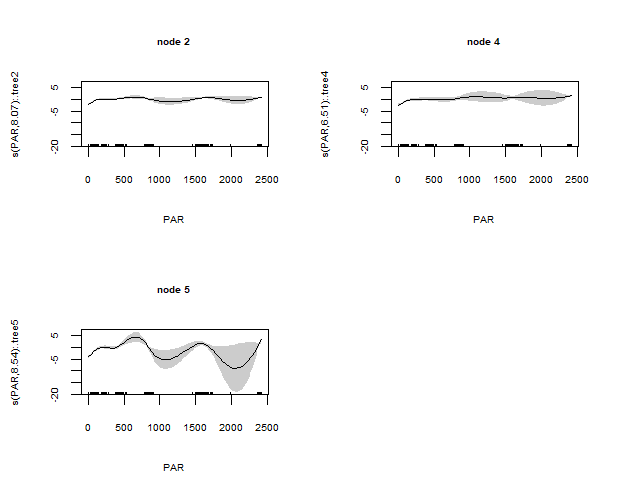 node 2
s(PAR,8.07):.tree2
5
-5
-20
0 500 1000 1500 2000 2500
PAR
node 4
s(PAR,6.51):.tree4
5
-5
-20
0 500 1000 1500 2000 2500
PAR
node 5
s(PAR,8.54):.tree5
5
-5
-20
0 500 1000 1500 2000 2500
PAR